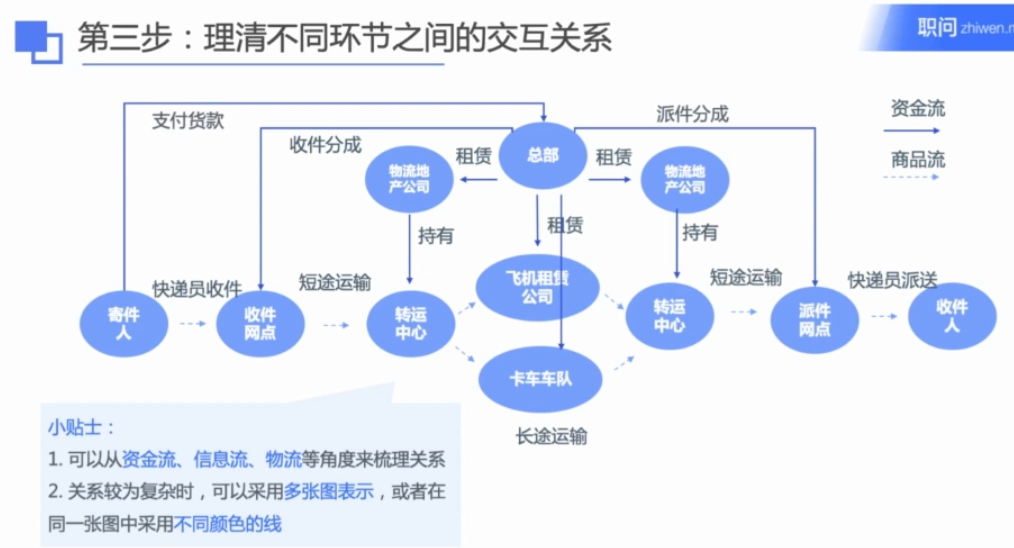 第三步：理清不同环节之间的交互关系
职问 zhiwen.n
支付货款
派件分成
资金流
收件分成
租赁
总部
租赁
商品流
物流地
产公司
物流地
产公司
持有
租赁
持有
快递员收件
短途运输
飞机租赁
公司
短途运输
快递员派送
寄件
人
收件
网点
转运
中心
转运
中心
派件
网点
收件
人
卡车车队
长途运输
小贴士：
1. 可以从资金流、信息流、物流等角度来梳理关系
2. 关系较为复杂时，可以采用多张图表示，或者在
同一张图中采用不同颜色的线